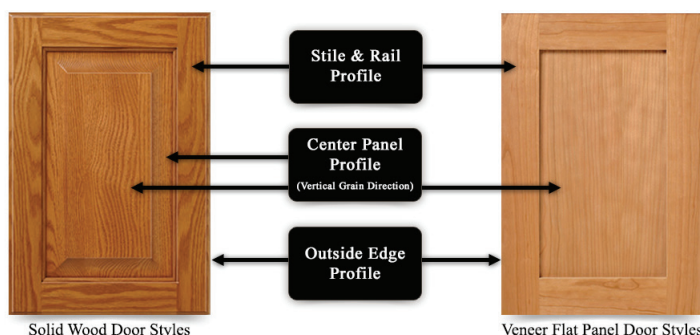 Stile & Rail
Profile
Center Panel
Profile
(Vertical Grain Direction)
Outside Edge
Profile
Solid Wood Door Styles
Veneer Flat Panel Door Styles